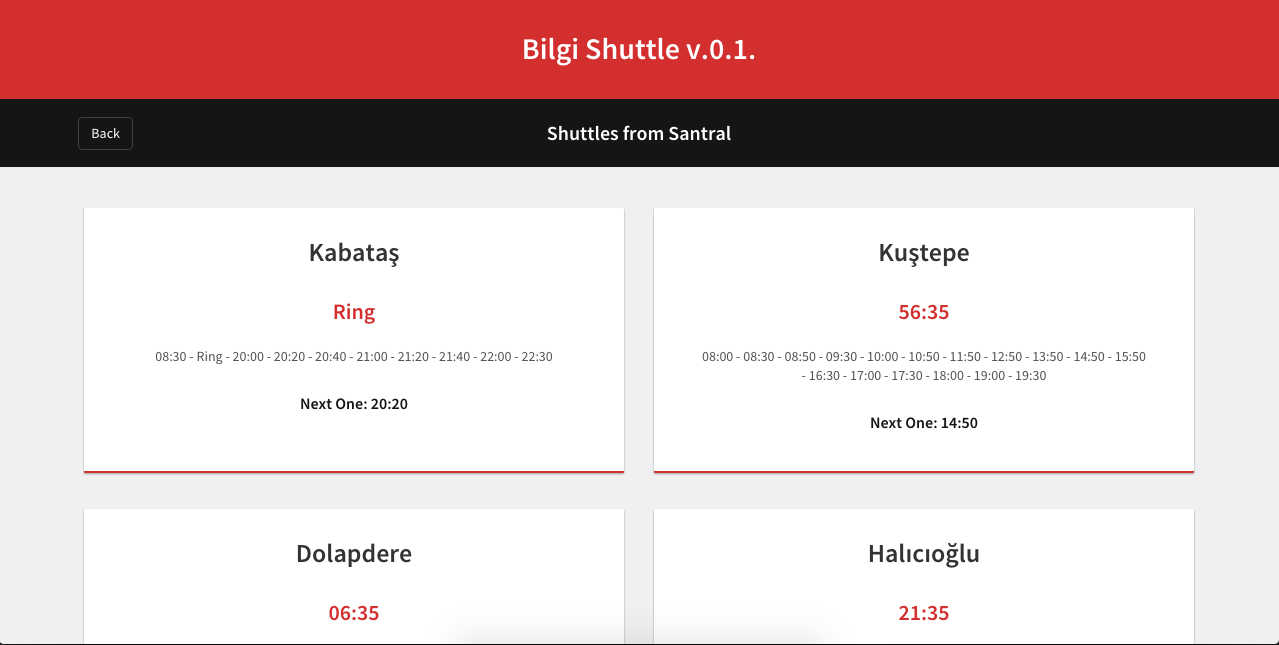 Bilgi Shuttle v.0.1.
Back
Shuttles from Santral
Kabataş
Ring
08:30 - Ring - 20:00 - 20:20 - 20:40 - 21:00 - 21:20 - 21:40 - 22:00 - 22:30
Next One: 20:20
Kuştepe
56:35
08:00 - 08:30 - 08:50 - 09:30 - 10:00 - 10:50 - 11:50 - 12:50 - 13:50 - 14:50 - 15:50
- 16:30 - 17:00 - 17:30 - 18:00 - 19:00 - 19:30
Next One: 14:50
Dolapdere
06:35
Halıcıoğlu
21:35